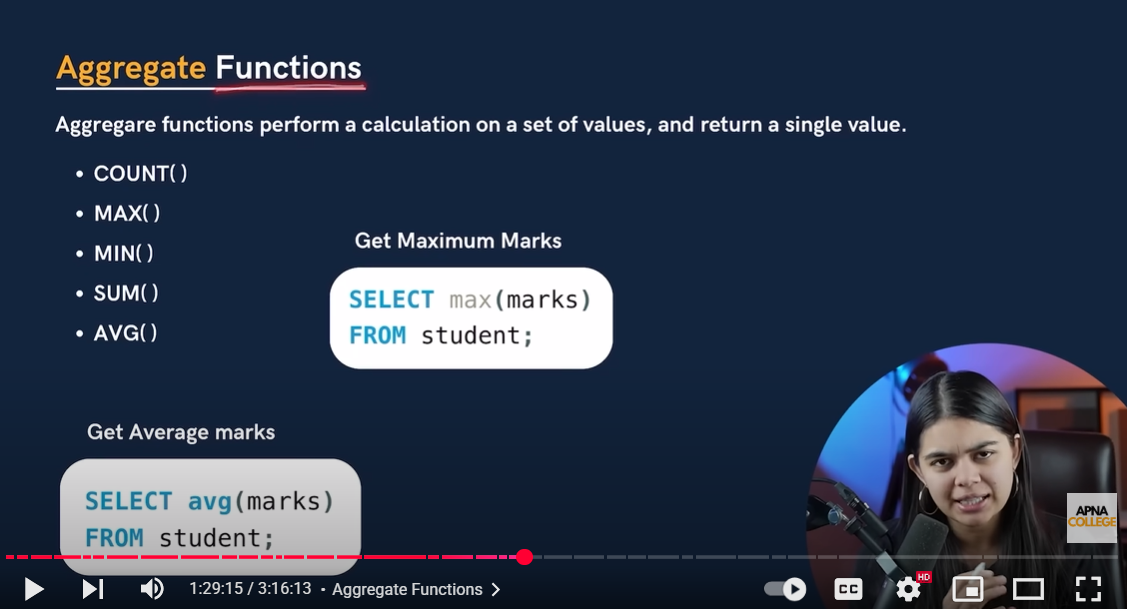 Aggregate Functions
Aggregare functions perform a calculation on a set of values, and return a single value.
• COUNT( )
• MAX( )
• MIN( )
• SUM( )
• AVG( )
Get Maximum Marks
SELECT max(marks)
FROM student;
Get Average marks
SELECT avg(marks)
FROM student;
APNA
COLLEGE
1:29:15 / 3:16:13 • Aggregate Functions >
CC
HD